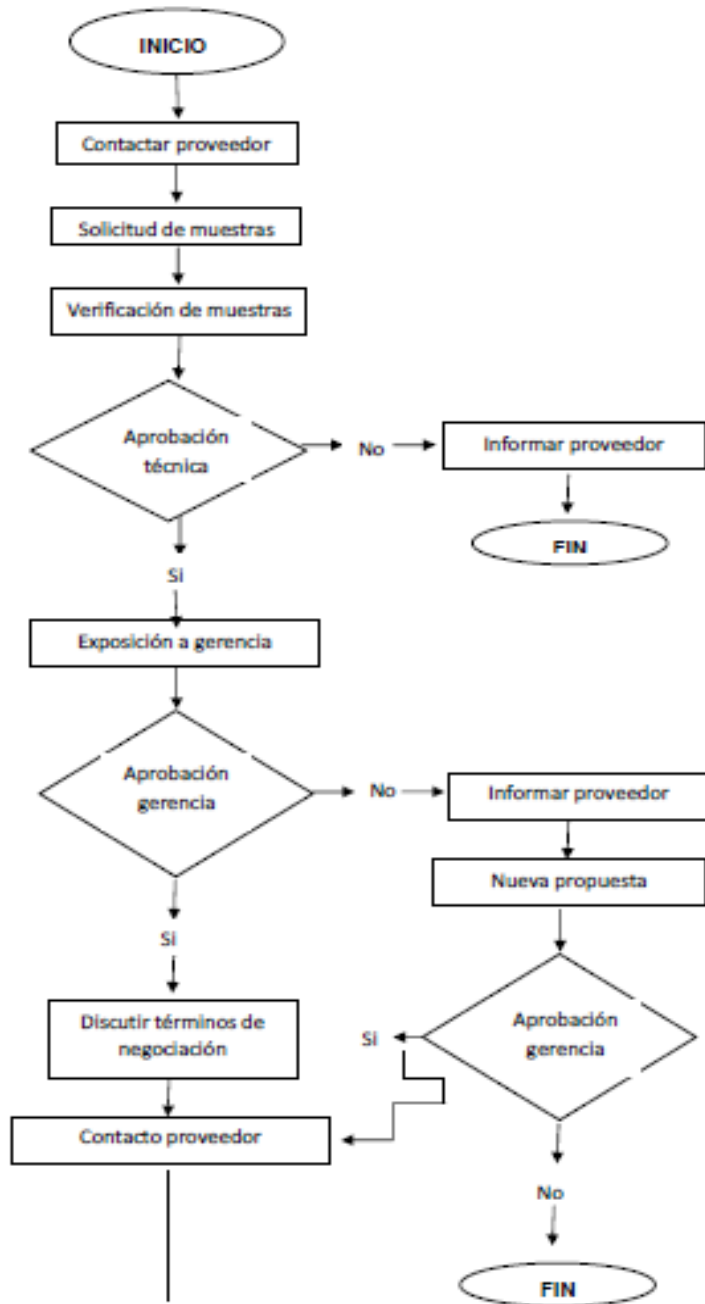 INICIO
Contactar proveedor
Solicitud de muestras
Verificación de muestras
Aprobación
técnica
No
Informar proveedor
FIN
Si
Exposición a gerencia
Aprobación
gerencia
No
Informar proveedor
Nueva propuesta
Si
Discutir términos de
negociación
Aprobación
gerencia
Si
Contacto proveedor
No
FIN